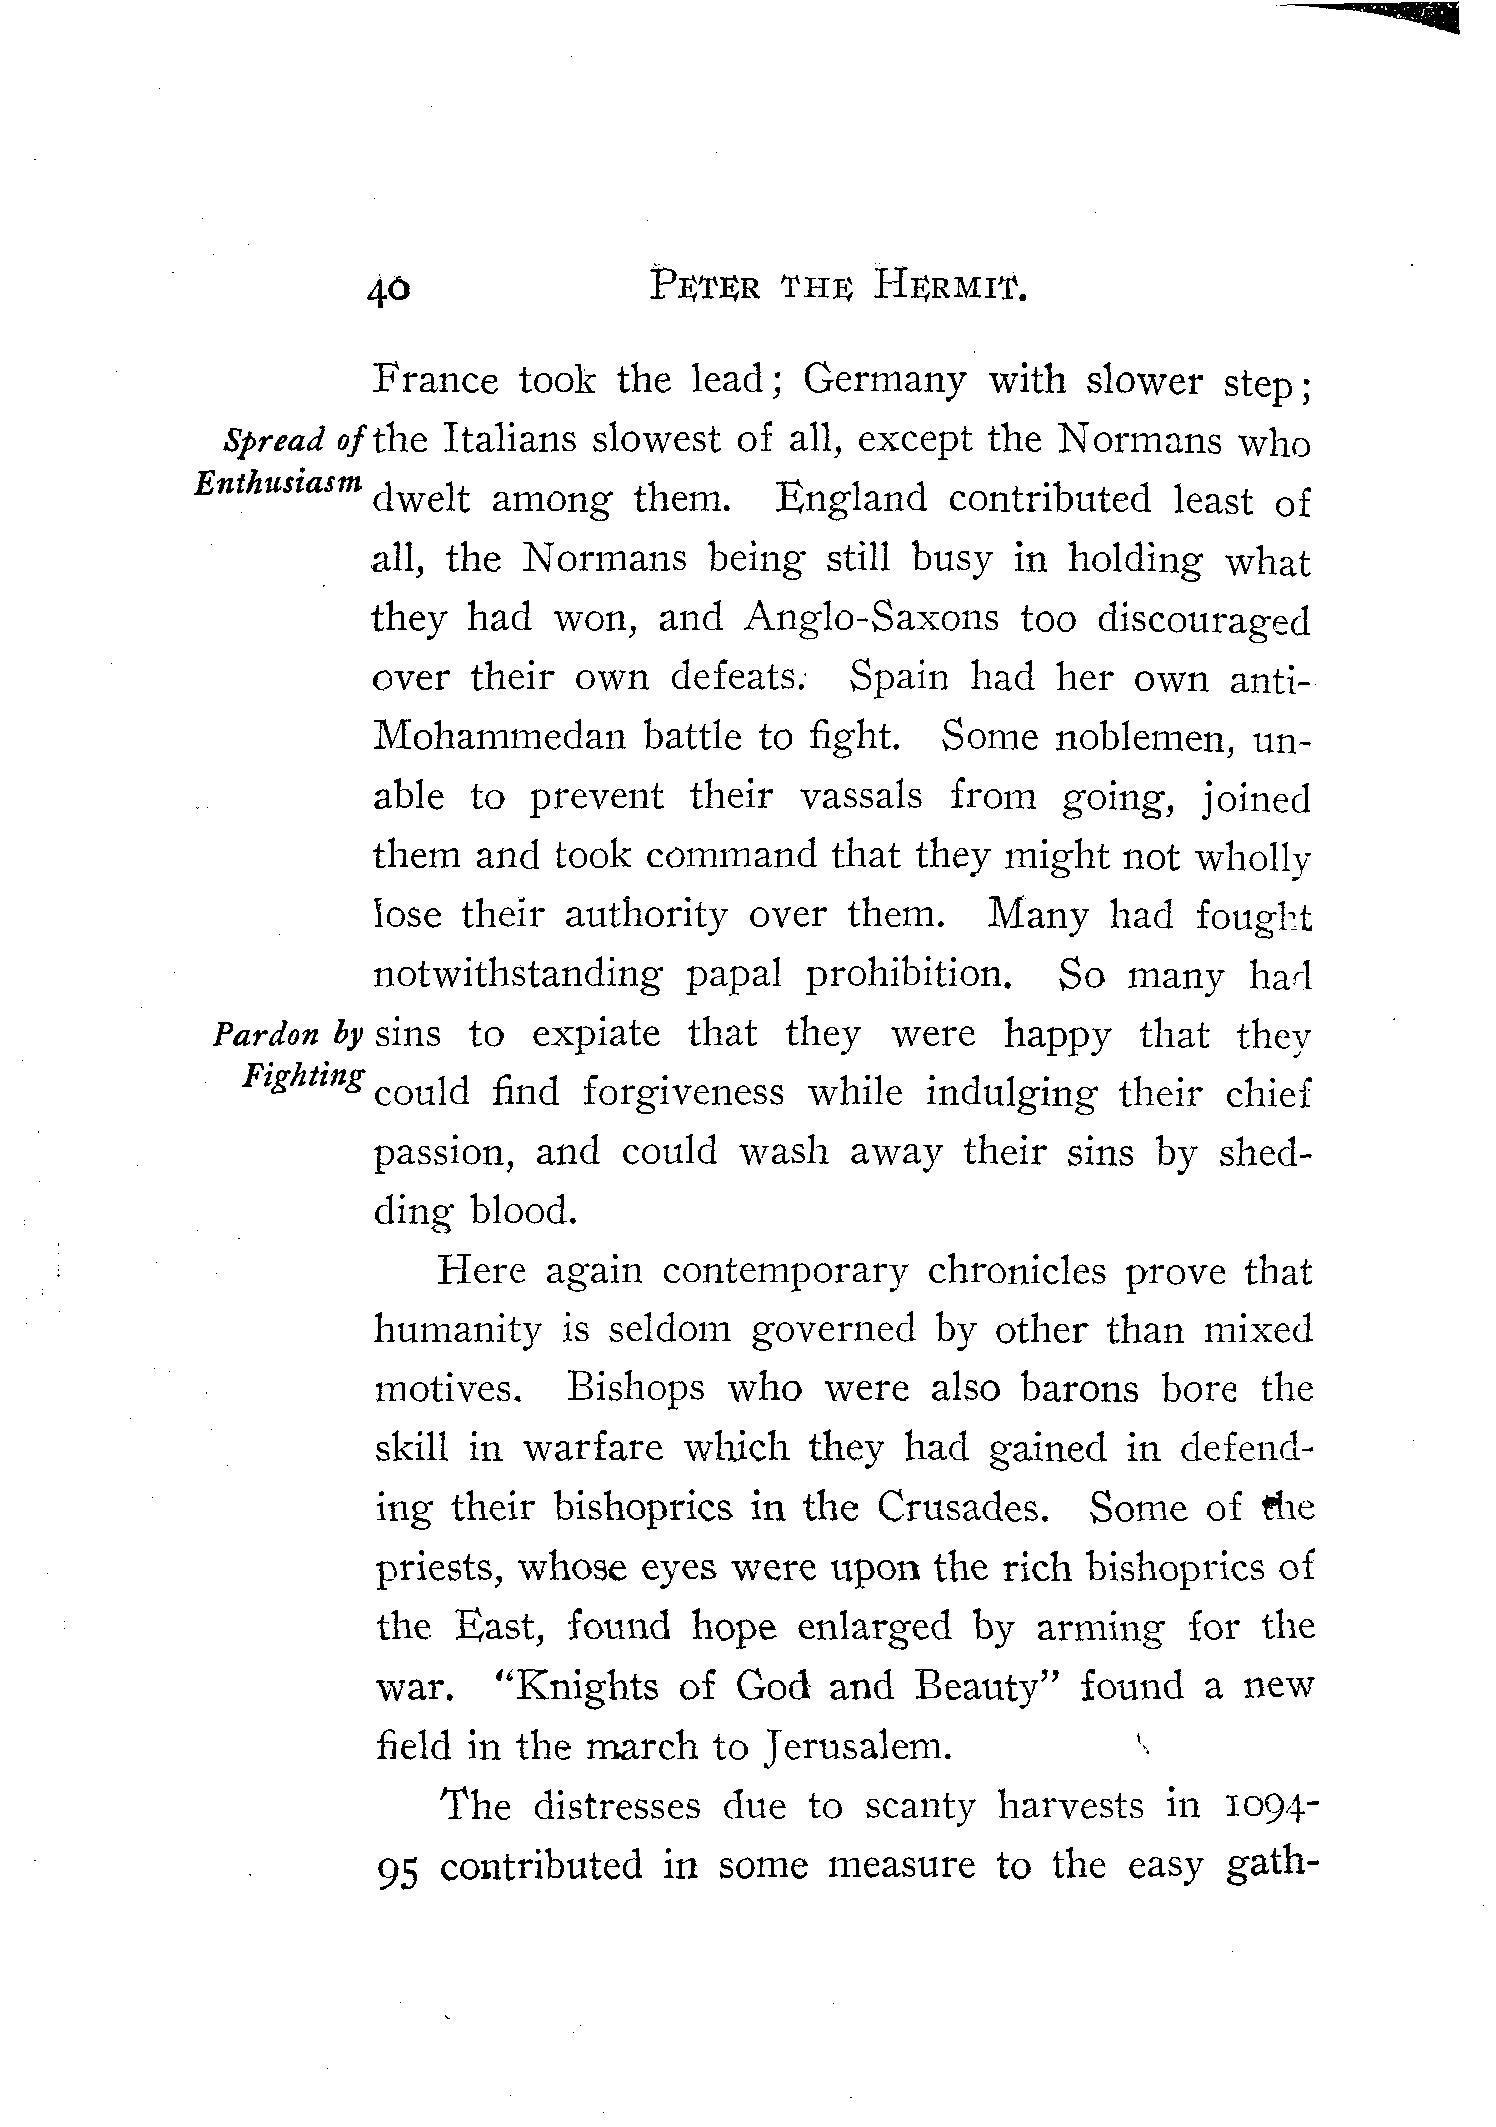 40 PETER THE HERMIT.
France took the lead; Germany with slower step;
Spread of the Italians slowest of all, except the Normans who
Enthusiasm dwelt among them. England contributed least of
all, the Normans being still busy in holding what
they had won, and Anglo-Saxons too discouraged
over their own defeats. Spain had her own anti-
Mohammedan battle to fight. Some noblemen, un-
able to prevent their vassals from going, joined
them and took command that they might not wholly
lose their authority over them. Many had fought
notwithstanding papal prohibition. So many had
Pardon by sins to expiate that they were happy that they
Fighting could find forgiveness while indulging their chief
passion, and could wash away their sins by shed-
ding blood.
Here again contemporary chronicles prove that
humanity is seldom governed by other than mixed
motives. Bishops who were also barons bore the
skill in warfare which they had gained in defend-
ing their bishoprics in the Crusades. Some of the
priests, whose eyes were upon the rich bishoprics of
the East, found hope enlarged by arming for the
war. "Knights of God and Beauty" found a new
field in the march to Jerusalem.
The distresses due to scanty harvests in 1094-
95 contributed in some measure to the easy gath-